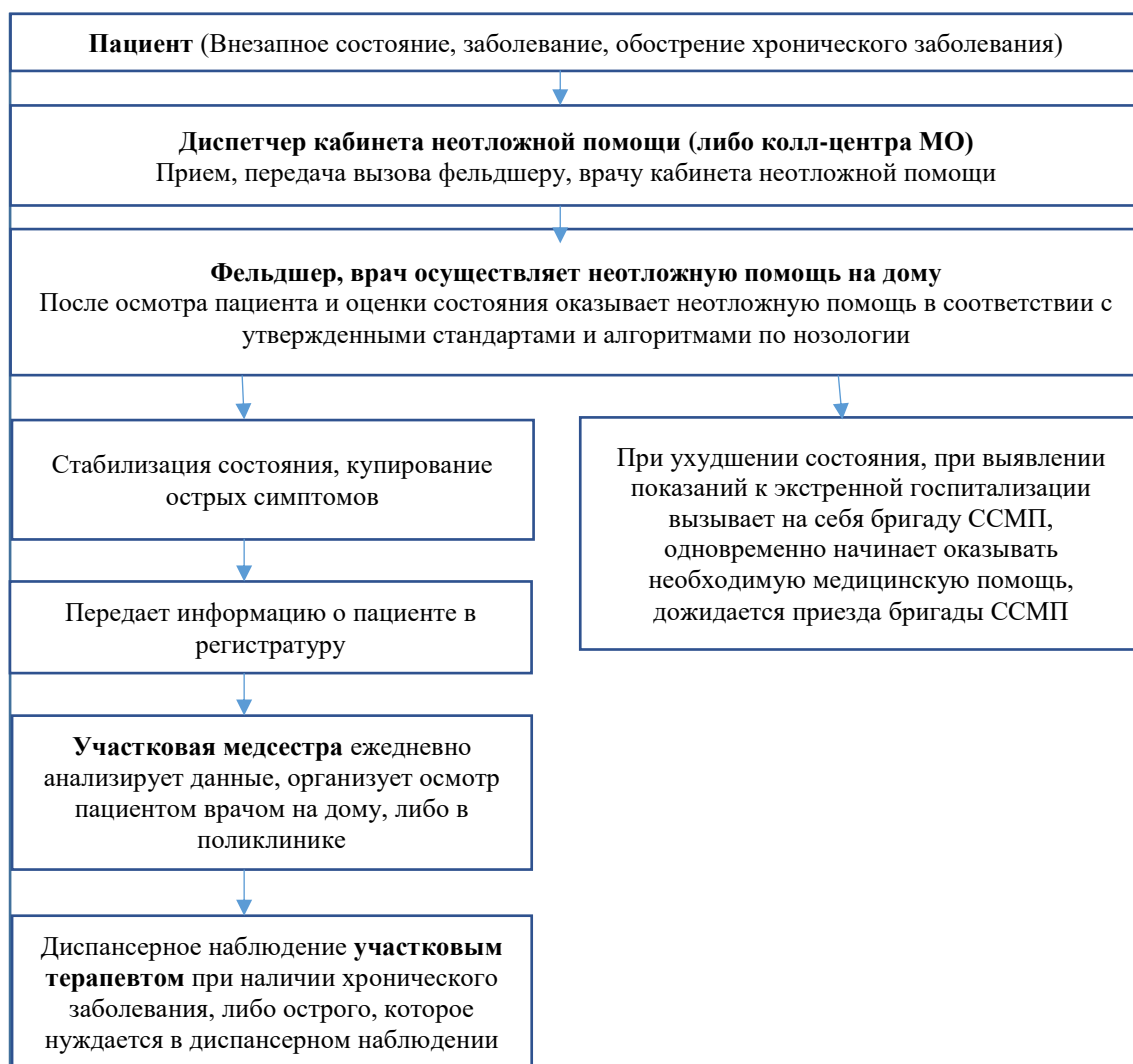 Пациент (Внезапное состояние, заболевание, обострение хронического заболевания)
Диспетчер кабинета неотложной помощи (либо колл-центра МО)
Прием, передача вызова фельдшеру, врачу кабинета неотложной помощи
Фельдшер, врач осуществляет неотложную помощь на дому
После осмотра пациента и оценки состояния оказывает неотложную помощь в соответствии с
утвержденными стандартами и алгоритмами по нозологии
Стабилизация состояния, купирование
острых симптомов
При ухудшении состояния, при выявлении
показаний к экстренной госпитализации
вызывает на себя бригаду ССМП,
одновременно начинает оказывать
необходимую медицинскую помощь,
дожидается приезда бригады ССМП
Передает информацию о пациенте в
регистратуру
Участковая медсестра ежедневно
анализирует данные, организует осмотр
пациентом врачом на дому, либо в
поликлинике
Диспансерное наблюдение участковым
терапевтом при наличии хронического
заболевания, либо острого, которое
нуждается в диспансерном наблюдении